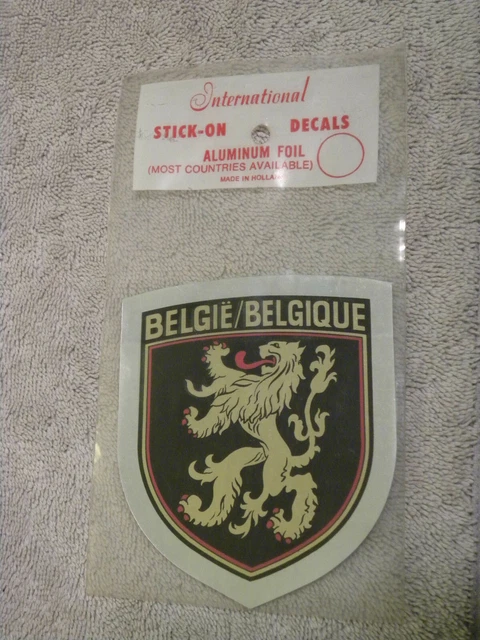 International
STICK-ON DECALS
ALUMINUM FOIL
(MOST COUNTRIES AVAILABLE)
MADE IN HOLLAND
BELGIË/BELGIQUE